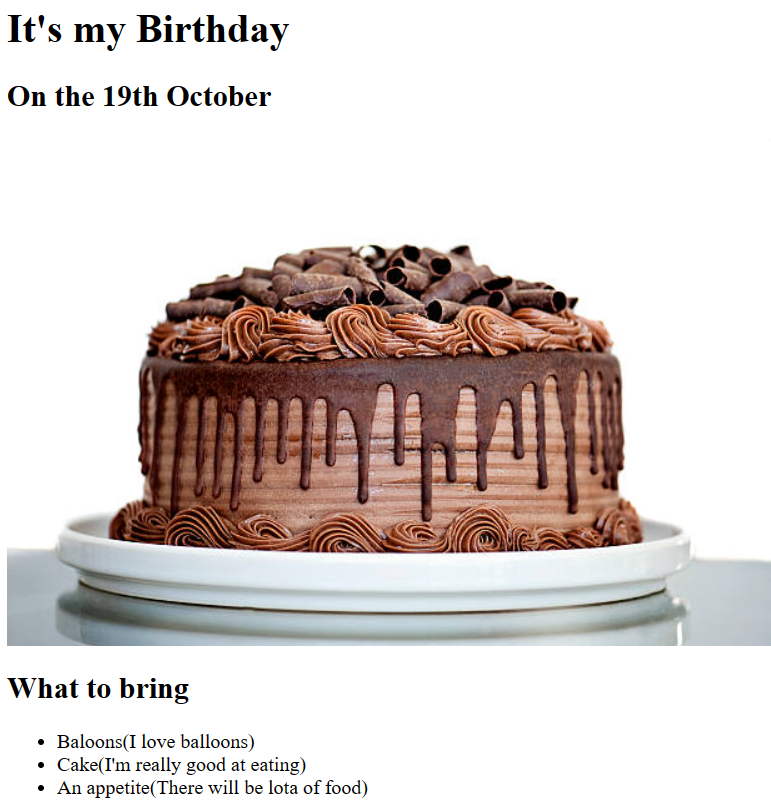 It's my Birthday
On the 19th October
What to bring
Baloons(I love balloons)
Cake(I'm really good at eating)
An appetite(There will be lota of food)